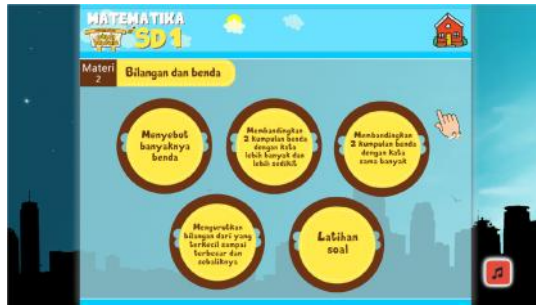 MATEMATIKA
SD 1
Materi
2
Bilangan dan benda
Menyebut
banyaknya
benda
Membandingkan
2 kumpulan benda
dengan kata
lebih banyak dan
lebih sedikit
Membandingkan
2 kumpulan benda
dengan kata
sama banyak
Mengurutkan
bilangan dari yang
terkecil sampai
terbesar dan
sebaliknya
Latihan
soal